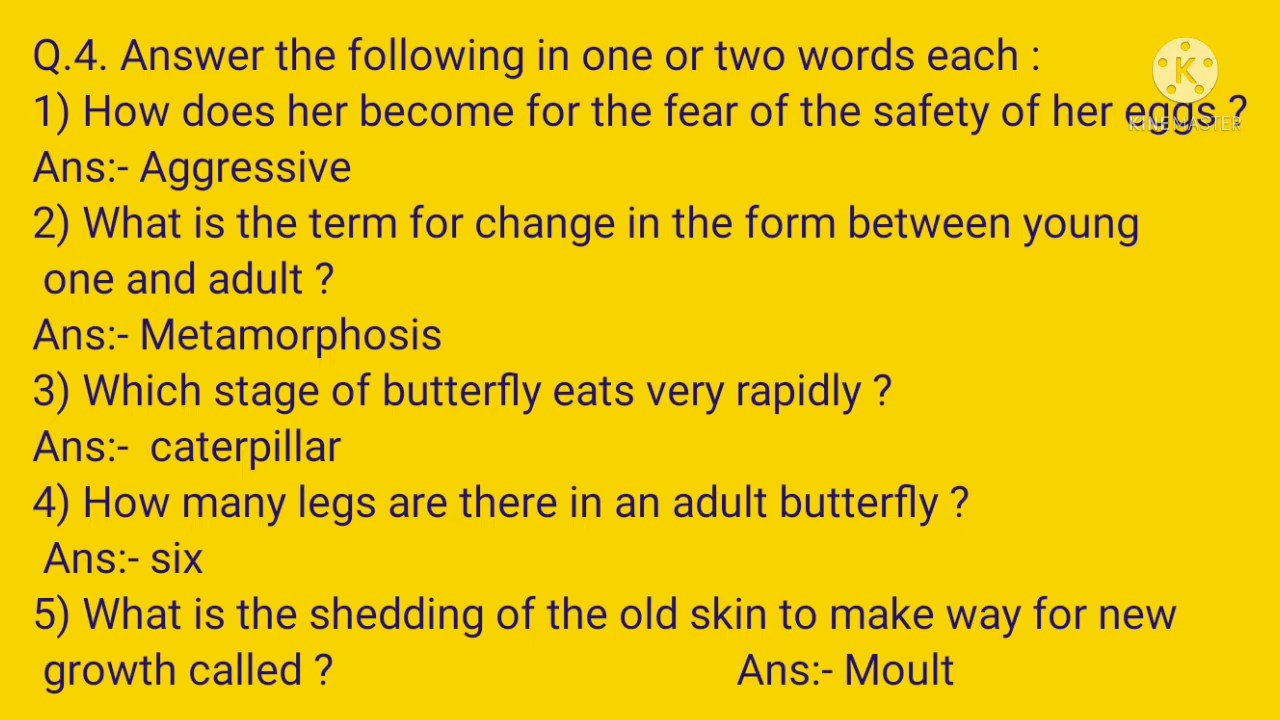 Q.4. Answer the following in one or two words each :
1) How does her become for the fear of the safety of her eggs ?
Ans:- Aggressive
2) What is the term for change in the form between young
one and adult ?
Ans:- Metamorphosis
3) Which stage of butterfly eats very rapidly ?
Ans:- caterpillar
4) How many legs are there in an adult butterfly ?
Ans:- six
5) What is the shedding of the old skin to make way for new
growth called ? Ans:- Moult
K
KINEMASTER